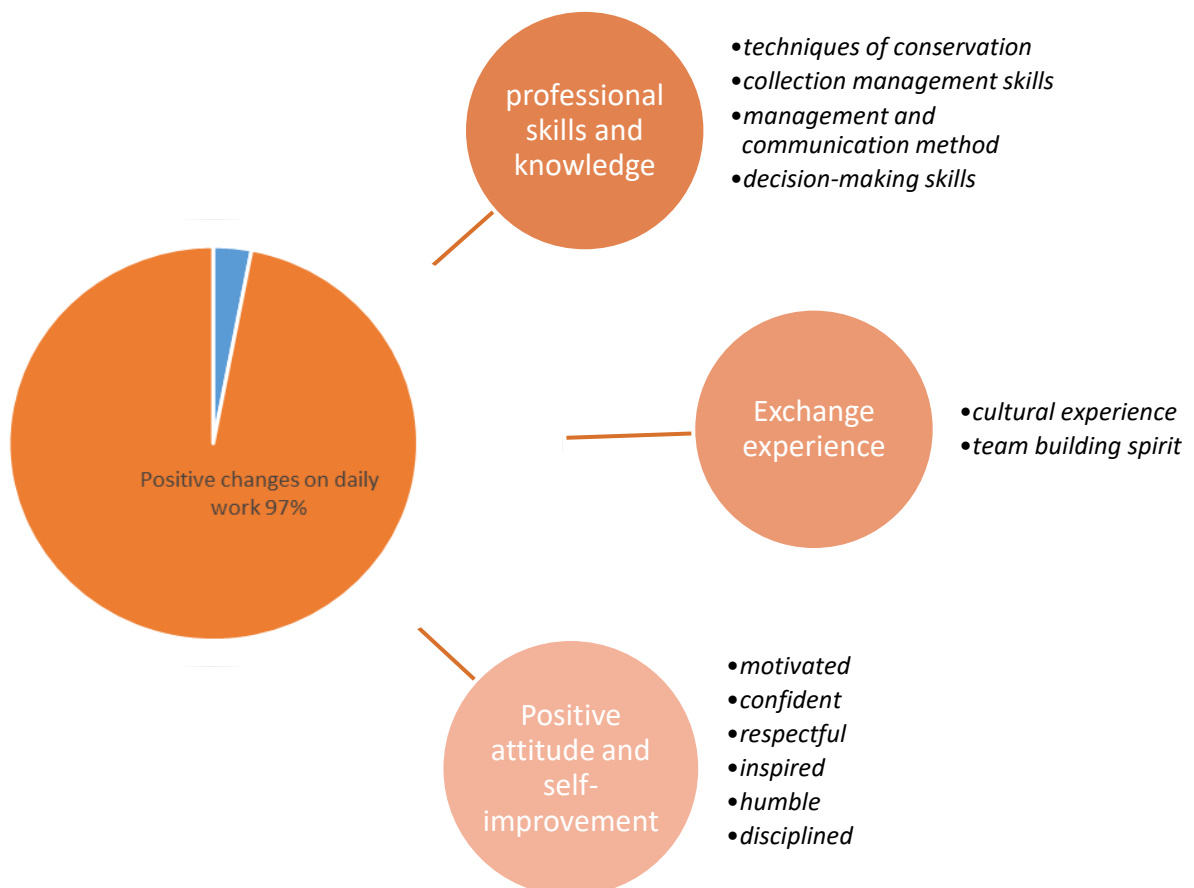 professional
skills and
knowledge
•techniques of conservation
•collection management skills
•management and
communication method
•decision-making skills
Positive changes on daily
work 97%
Exchange
experience
•cultural experience
•team building spirit
Positive
attitude and
self-
improvement
•motivated
•confident
•respectful
•inspired
•humble
•disciplined